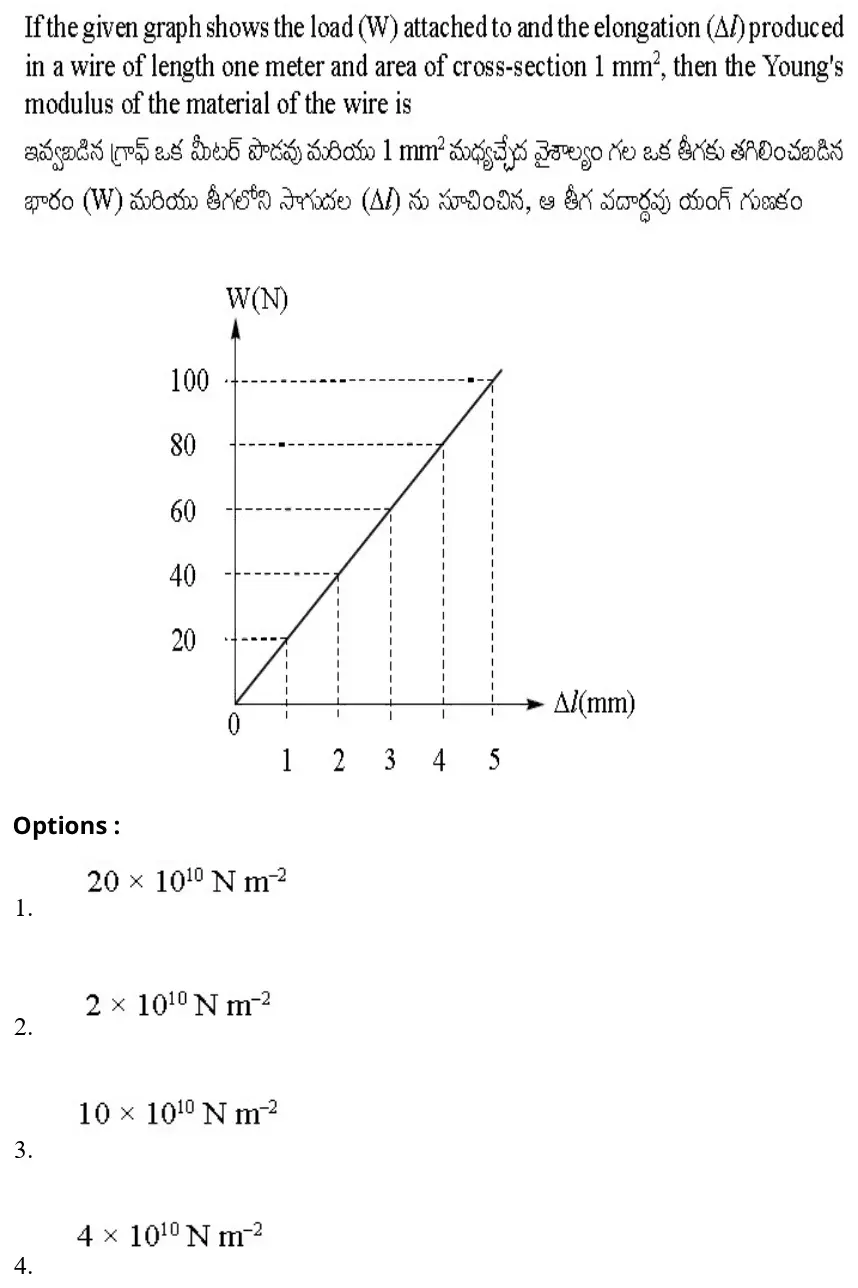 If the given graph shows the load (W) attached to and the elongation (Δl) produced
in a wire of length one meter and area of cross-section 1 mm², then the Young's
modulus of the material of the wire is
ఇవ్వబడిన గ్రాఫ్ ఒక మీటర్ పొడవు మరియు 1 mm² మధ్యచ్ఛేద వైశాల్యం గల ఒక తీగకు తగిలించబడిన
భారం (W) మరియు తీగలోని సాగుదల (Δl) ను సూచించిన, ఆ తీగ పదార్థపు యంగ్ గుణకం
W(N)
100
80
60
40
20
0
Δl(mm)
1 2 3 4 5
Options :
1. 20 × 10¹⁰ N m⁻²
2. 2 × 10¹⁰ N m⁻²
3. 10 × 10¹⁰ N m⁻²
4. 4 × 10¹⁰ N m⁻²